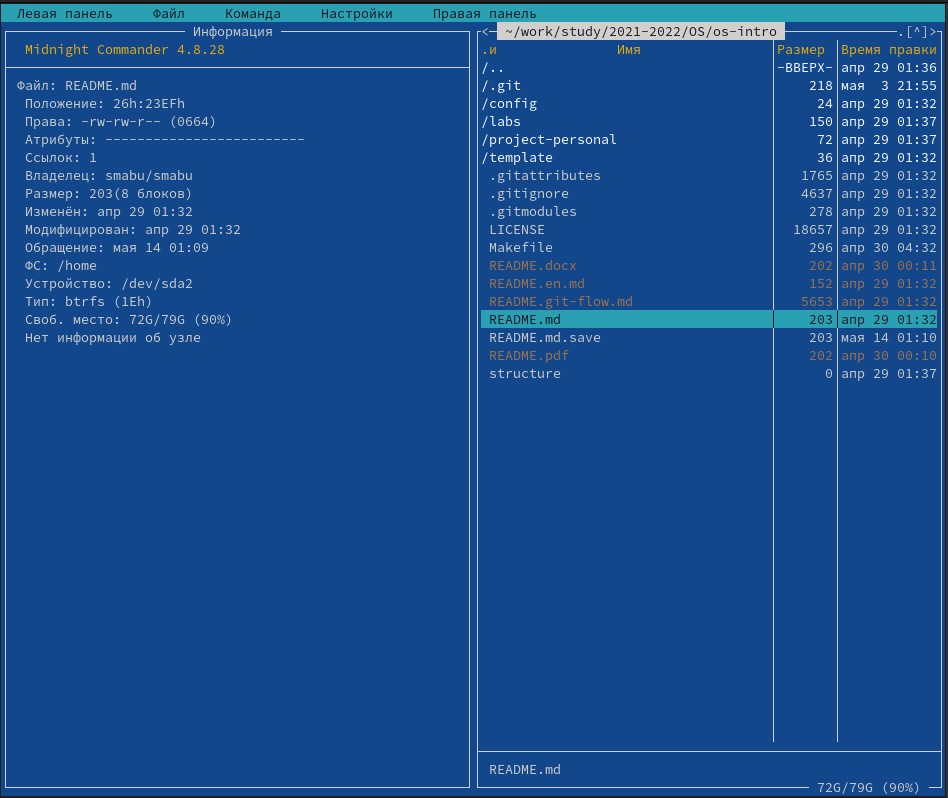 Левая панель Файл Команда Настройки Правая панель
Информация
Midnight Commander 4.8.28
Файл: README.md
Положение: 26h:23EFh
Права: -rw-rw-r-- (0664)
Атрибуты: -------------------------
Ссылок: 1
Владелец: smabu/smabu
Размер: 203(8 блоков)
Изменён: апр 29 01:32
Модифицирован: апр 29 01:32
Обращение: мая 14 01:09
ФС: /home
Устройство: /dev/sda2
Тип: btrfs (1Eh)
Своб. место: 72G/79G (90%)
Нет информации об узле
<- ~/work/study/2021-2022/OS/os-intro .[^]>
.и Имя Размер Время правки
/.. -ВВЕРХ- апр 29 01:36
/.git 218 мая 3 21:55
/config 24 апр 29 01:32
/labs 150 апр 29 01:37
/project-personal 72 апр 29 01:37
/template 36 апр 29 01:32
.gitattributes 1765 апр 29 01:32
.gitignore 4637 апр 29 01:32
.gitmodules 278 апр 29 01:32
LICENSE 18657 апр 29 01:32
Makefile 296 апр 30 04:32
README.docx 202 апр 30 00:11
README.en.md 152 апр 29 01:32
README.git-flow.md 5653 апр 29 01:32
README.md 203 апр 29 01:32
README.md.save 203 мая 14 01:10
README.pdf 202 апр 30 00:10
structure 0 апр 29 01:37
README.md
72G/79G (90%)